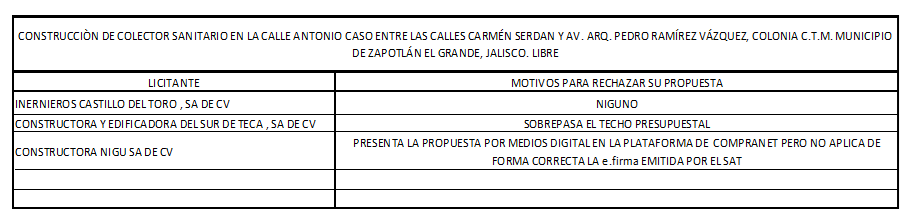 CONSTRUCCIÒN DE COLECTOR SANITARIO EN LA CALLE ANTONIO CASO ENTRE LAS CALLES CARMÉN SERDAN Y AV. ARQ. PEDRO RAMÍREZ VÁZQUEZ, COLONIA C.T.M. MUNICIPIO
DE ZAPOTLÁN EL GRANDE, JALISCO. LIBRE
LICITANTE MOTIVOS PARA RECHAZAR SU PROPUESTA
INERNIEROS CASTILLO DEL TORO , SA DE CV NIGUNO
CONSTRUCTORA Y EDIFICADORA DEL SUR DE TECA , SA DE CV SOBREPASA EL TECHO PRESUPUESTAL
CONSTRUCTORA NIGU SA DE CV PRESENTA LA PROPUESTA POR MEDIOS DIGITAL EN LA PLATAFORMA DE COMPRANET PERO NO APLICA DE
FORMA CORRECTA LA e.firma EMITIDA POR EL SAT